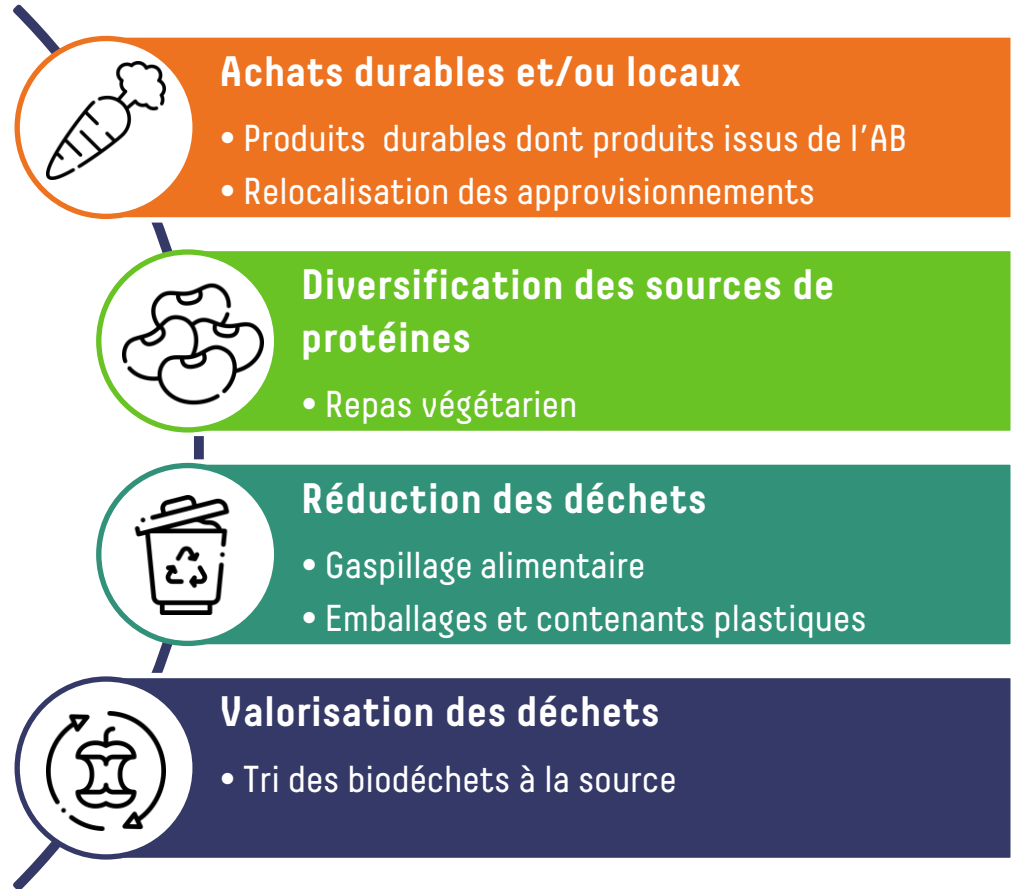 Achats durables et/ou locaux
• Produits  durables dont produits issus de l'AB
• Relocalisation des approvisionnements
Diversification des sources de
protéines
• Repas végétarien
Réduction des déchets
• Gaspillage alimentaire
• Emballages et contenants plastiques
Valorisation des déchets
• Tri des biodéchets à la source